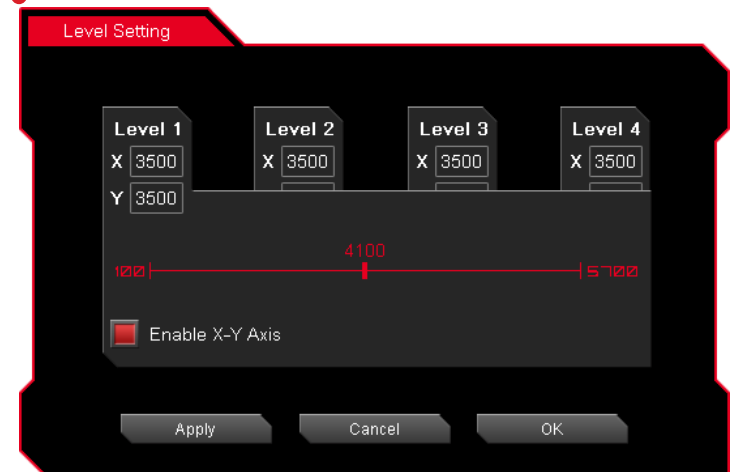 Level Setting
Level 1 Level 2 Level 3 Level 4
X 3500 X 3500 X 3500 X 3500
Y 3500
4100
100 5700
Enable X-Y Axis
Apply Cancel OK